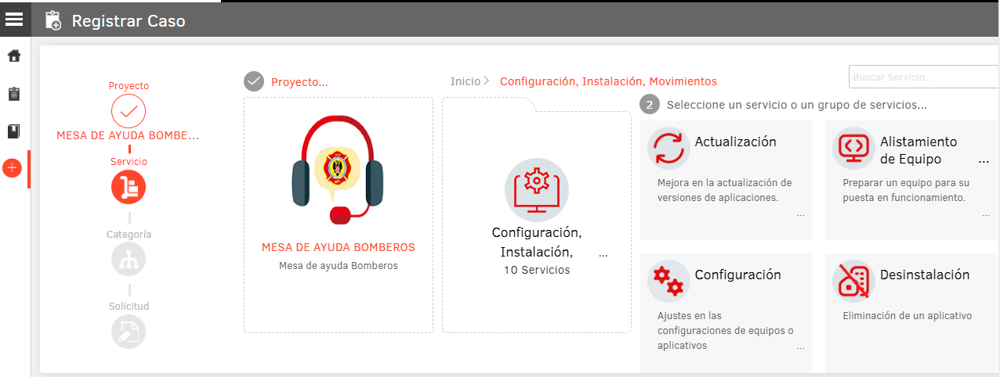 Registrar Caso
Proyecto
MESA DE AYUDA BOMBE...
Servicio
Categoría
Solicitud
Proyecto...
MESA DE AYUDA BOMBEROS
Mesa de ayuda Bomberos
Inicio
Configuración, Instalación, Movimientos
Buscar Servicio...
Configuración,
Instalación,
...
10 Servicios
2 Seleccione un servicio o un grupo de servicios...
Actualización
Mejora en la actualización de
versiones de aplicaciones.
...
Alistamiento
de Equipo ...
Preparar un equipo para su
puesta en funcionamiento.
...
Configuración
Ajustes en las
configuraciones de equipos o
aplicativos ...
Desinstalación
Eliminación de un aplicativo